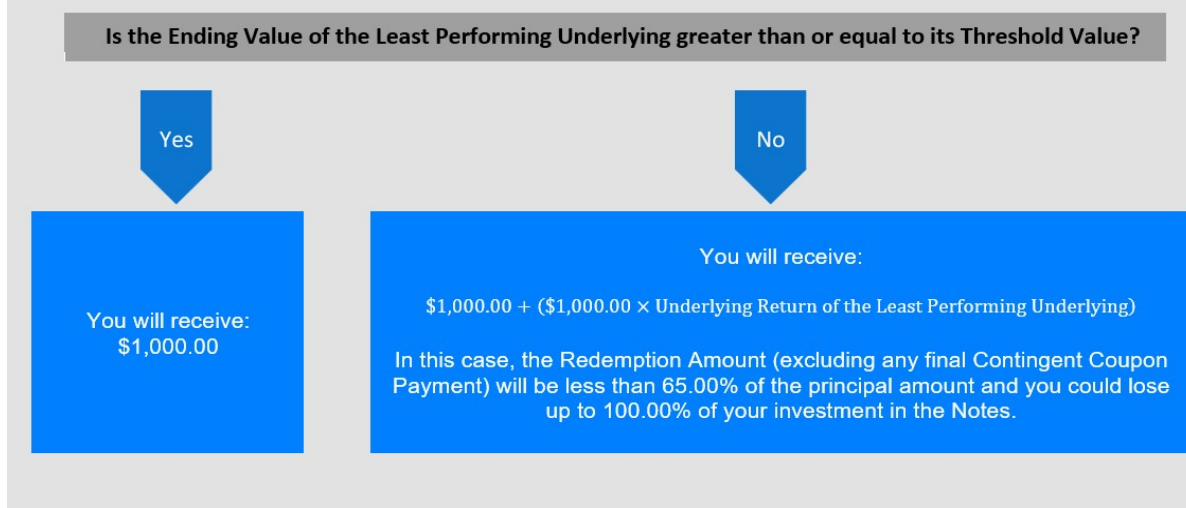 Is the Ending Value of the Least Performing Underlying greater than or equal to its Threshold Value?
Yes
No
You will receive:
$1,000.00
You will receive:
$1,000.00 + ($1,000.00 × Underlying Return of the Least Performing Underlying)
In this case, the Redemption Amount (excluding any final Contingent Coupon
Payment) will be less than 65.00% of the principal amount and you could lose
up to 100.00% of your investment in the Notes.